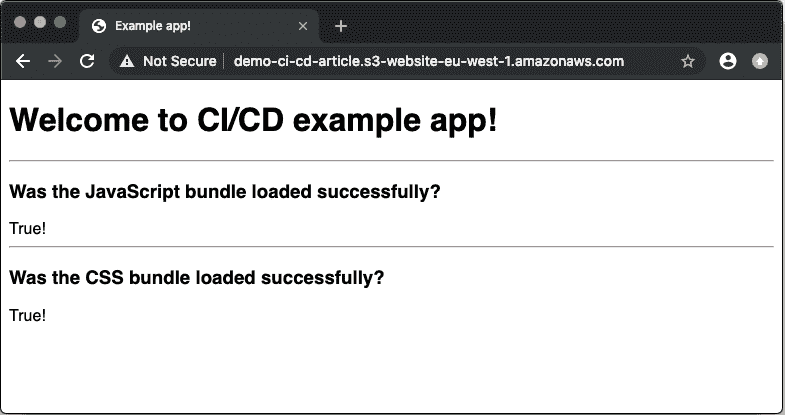 Example app!
Not Secure demo-ci-cd-article.s3-website-eu-west-1.amazonaws.com
Welcome to CI/CD example app!
Was the JavaScript bundle loaded successfully?
True!
Was the CSS bundle loaded successfully?
True!